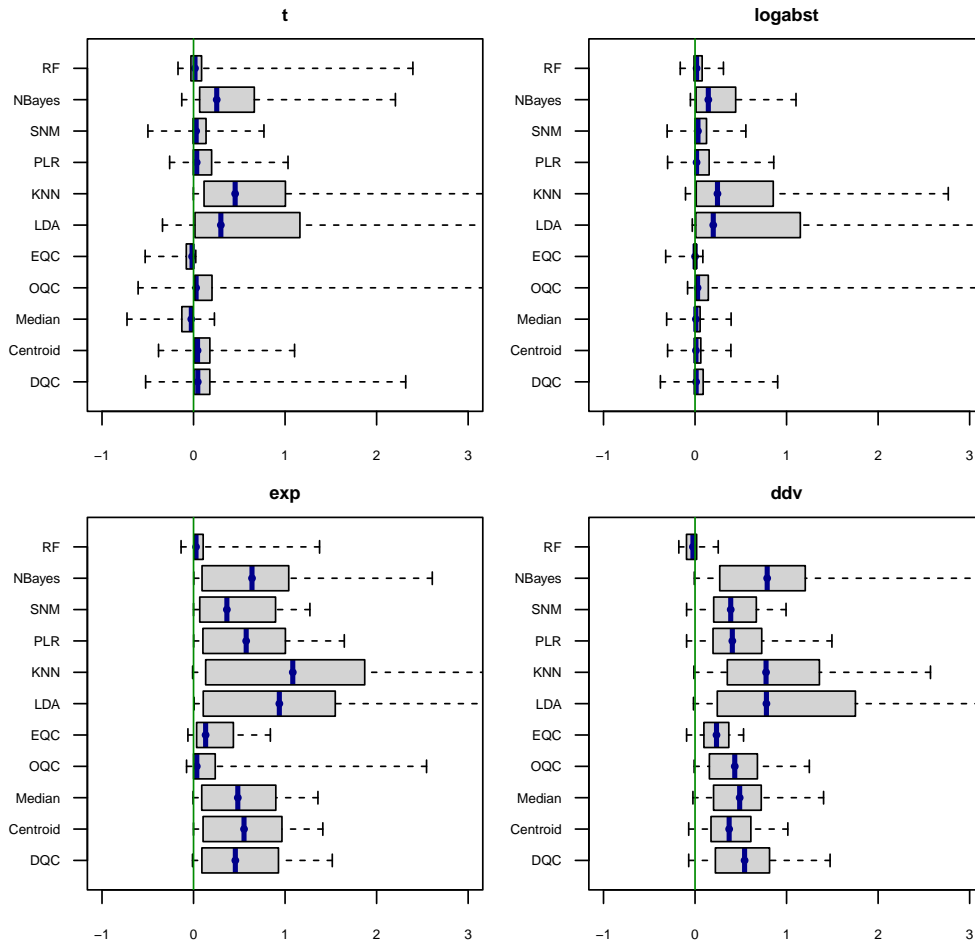 t
RF
NBayes
SNM
PLR
KNN
LDA
EQC
OQC
Median
Centroid
DQC
−1 0 1 2 3
logabst
RF
NBayes
SNM
PLR
KNN
LDA
EQC
OQC
Median
Centroid
DQC
−1 0 1 2 3
exp
RF
NBayes
SNM
PLR
KNN
LDA
EQC
OQC
Median
Centroid
DQC
−1 0 1 2 3
ddv
RF
NBayes
SNM
PLR
KNN
LDA
EQC
OQC
Median
Centroid
DQC
−1 0 1 2 3